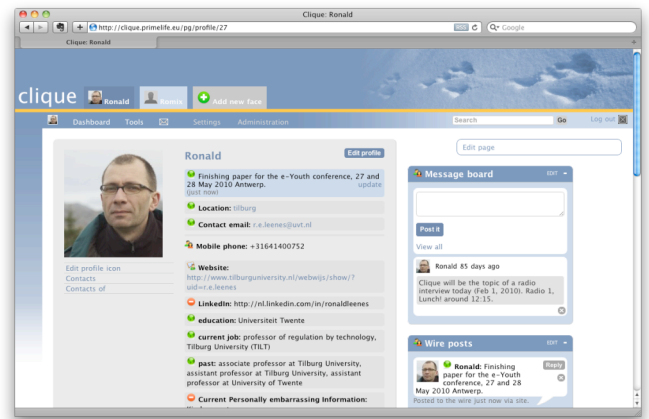 Clique: Ronald
http://clique.primelife.eu/pg/profile/27
Google
Clique: Ronald
clique
Ronald
Romix
Add new face
Dashboard Tools Settings Administration
Search Go Log out
Edit page
Ronald
Edit profile
Finishing paper for the e-Youth conference, 27 and
28 May 2010 Antwerp. update
(just now)
Location: tilburg
Contact email: r.e.leenes@uvt.nl
Mobile phone: +31641400752
Website:
http://www.tilburguniversity.nl/webwijs/show/?
uid=r.e.leenes
LinkedIn: http://nl.linkedin.com/in/ronaldleenes
education: Universiteit Twente
current job: professor of regulation by technology,
Tilburg University (TILT)
past: associate professor at Tilburg University,
assistant professor at Tilburg University, assistant
professor at University of Twente
Current Personally embarrassing Information:
Edit profile icon
Contacts
Contacts of
Message board EDIT
Post it
View all
Ronald 85 days ago
Clique will be the topic of a radio
interview today (Feb 1, 2010). Radio 1,
Lunch! around 12:15.
Wire posts EDIT
Ronald: Finishing Reply
paper for the e-Youth
conference, 27 and 28
May 2010 Antwerp.
Posted to the wire just now via site.